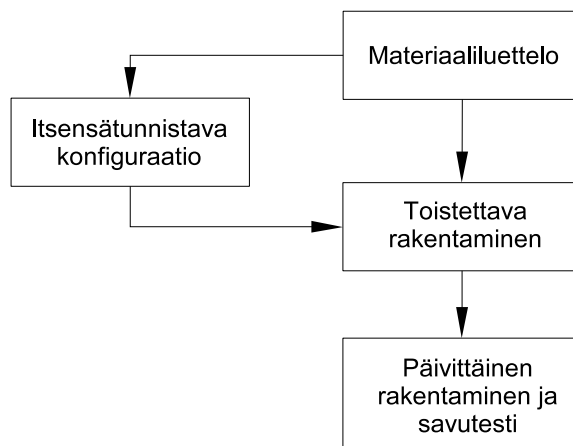 Materiaaliluettelo
Itsensätunnistava
konfiguraatio
Toistettava
rakentaminen
Päivittäinen
rakentaminen ja
savutesti